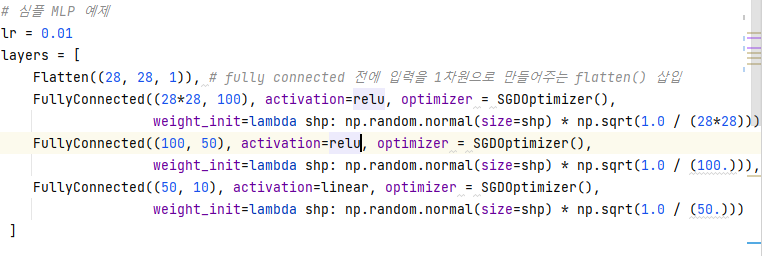 # 심플 MLP 예제
lr = 0.01
layers = [
    Flatten((28, 28, 1)), # fully connected 전에 입력을 1차원으로 만들어주는 flatten() 삽입
    FullyConnected((28*28, 100), activation=relu, optimizer = SGDOptimizer(),
                   weight_init=lambda shp: np.random.normal(size=shp) * np.sqrt(1.0 / (28*28)))
    FullyConnected((100, 50), activation=relu, optimizer = SGDOptimizer(),
                   weight_init=lambda shp: np.random.normal(size=shp) * np.sqrt(1.0 / (100.))),
    FullyConnected((50, 10), activation=linear, optimizer = SGDOptimizer(),
                   weight_init=lambda shp: np.random.normal(size=shp) * np.sqrt(1.0 / (50.)))
 ]